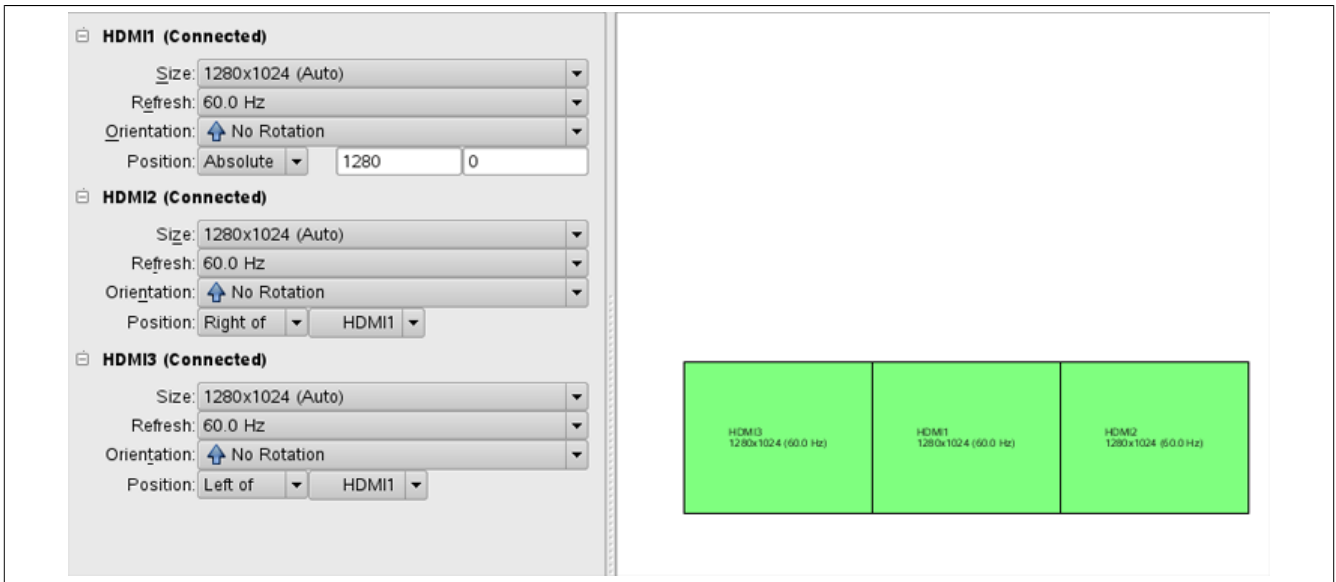 HDMI1 (Connected)
Size: 1280x1024 (Auto)
Refresh: 60.0 Hz
Orientation: No Rotation
Position: Absolute 1280 0
HDMI2 (Connected)
Size: 1280x1024 (Auto)
Refresh: 60.0 Hz
Orientation: No Rotation
Position: Right of HDMI1
HDMI3 (Connected)
Size: 1280x1024 (Auto)
Refresh: 60.0 Hz
Orientation: No Rotation
Position: Left of HDMI1
HDMI3
1280x1024 (60.0 Hz)
HDMI1
1280x1024 (60.0 Hz)
HDMI2
1280x1024 (60.0 Hz)